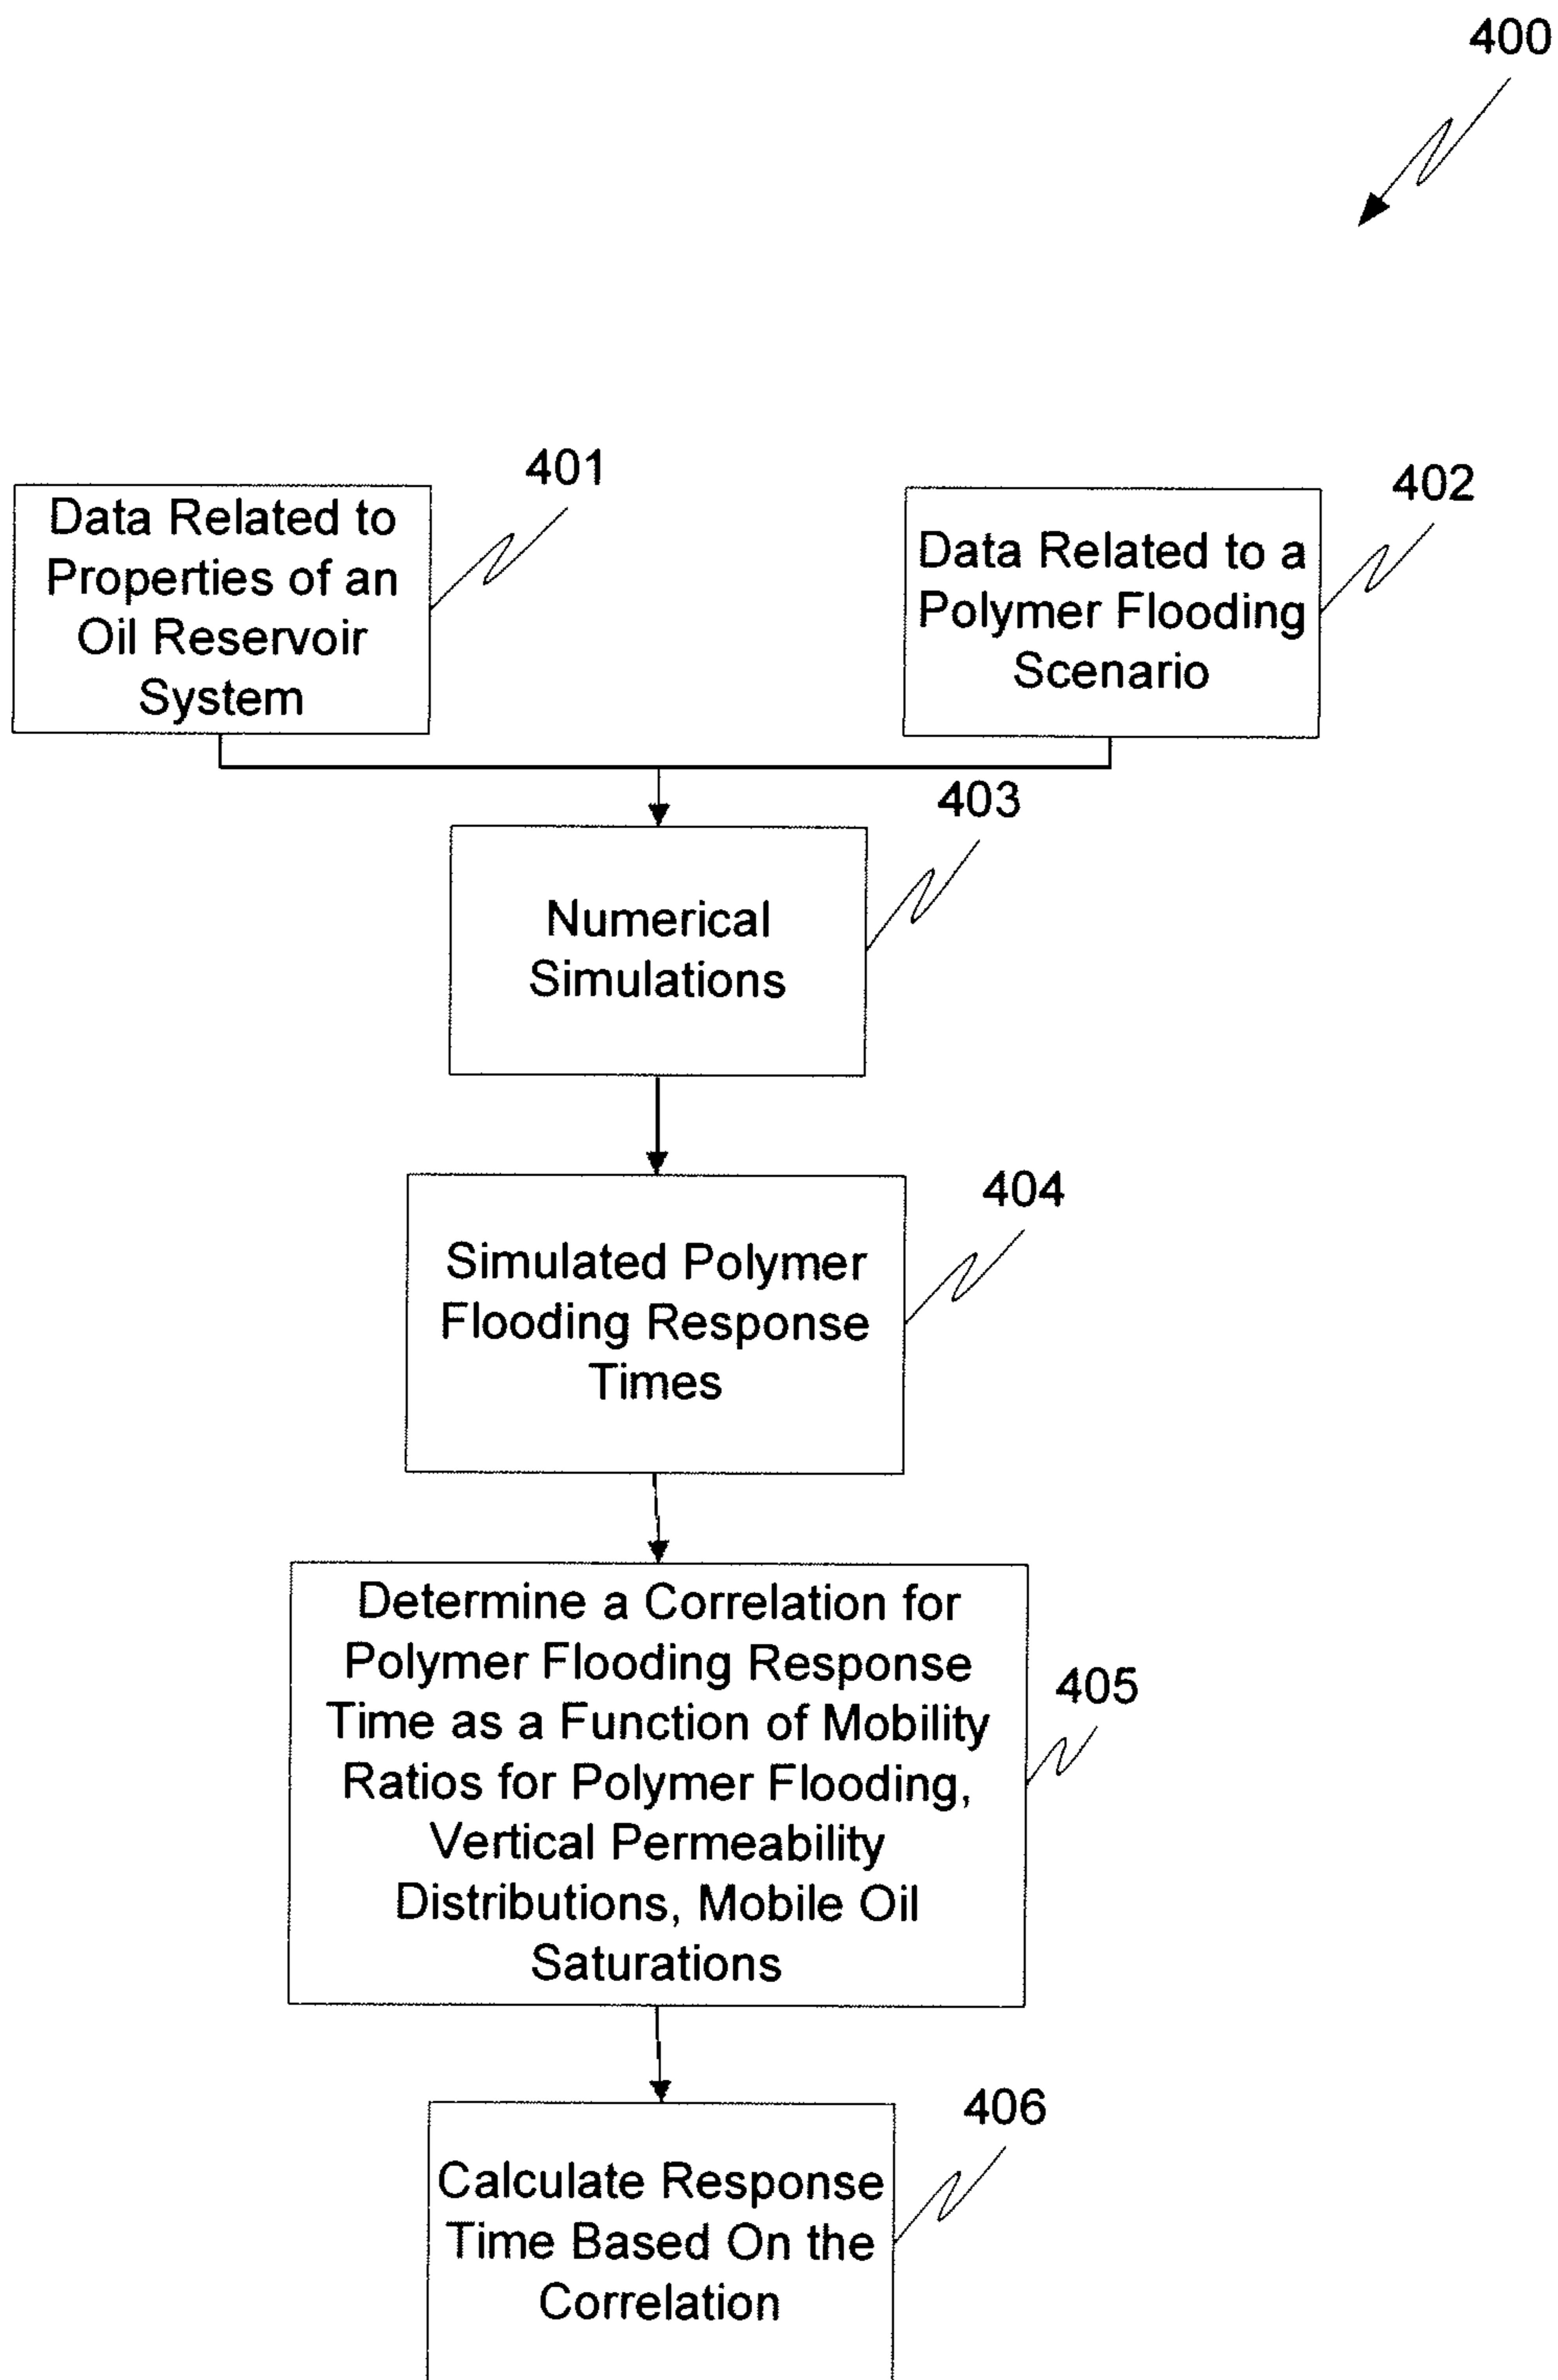 400
401
Data Related to
Properties of an
Oil Reservoir
System
402
Data Related to a
Polymer Flooding
Scenario
403
Numerical
Simulations
404
Simulated Polymer
Flooding Response
Times
405
Determine a Correlation for
Polymer Flooding Response
Time as a Function of Mobility
Ratios for Polymer Flooding,
Vertical Permeability
Distributions, Mobile Oil
Saturations
406
Calculate Response
Time Based On the
Correlation